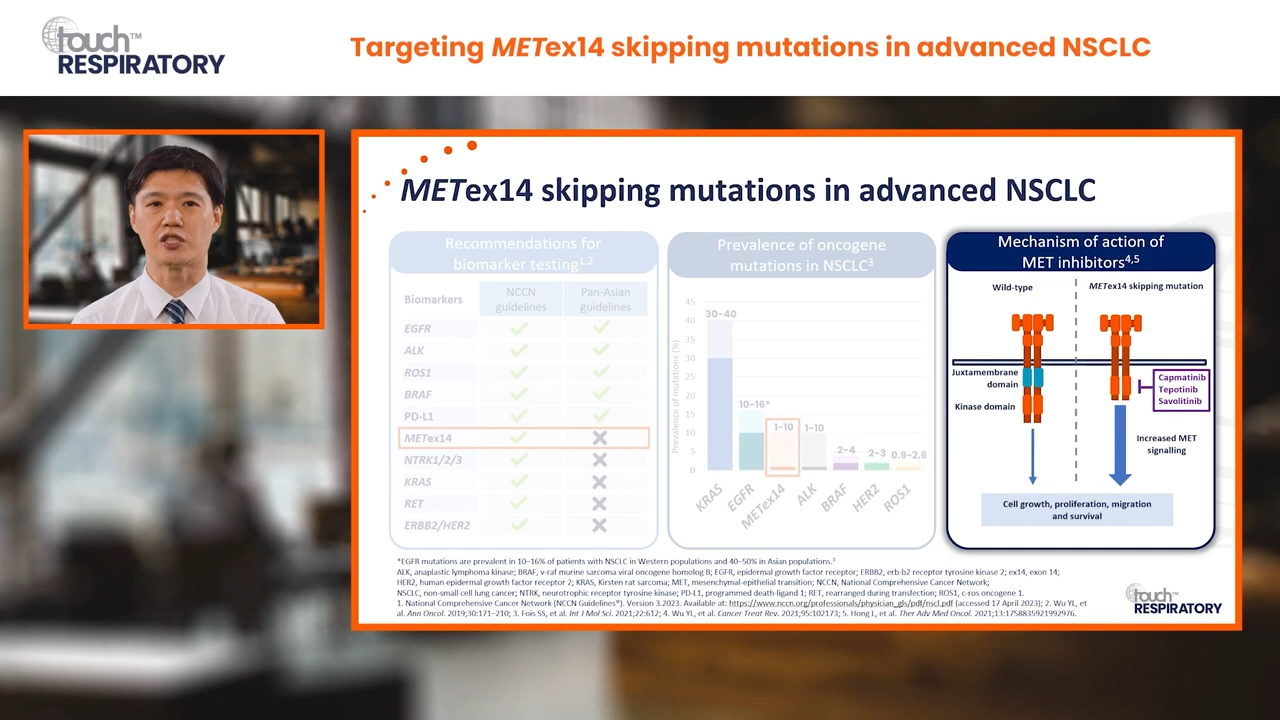 touch™
RESPIRATORY
Targeting METex14 skipping mutations in advanced NSCLC
METex14 skipping mutations in advanced NSCLC
Recommendations for
biomarker testing1,2
Biomarkers
NCCN
guidelines
Pan-Asian
guidelines
EGFR
ALK
ROS1
BRAF
PD-L1
METex14
NTRK1/2/3
KRAS
RET
ERBB2/HER2
Prevalence of oncogene
mutations in NSCLC3
Prevalence of mutations (%)
45
40
35
30
25
20
15
10
5
0
30–40
10–16*
1–10
1–10
2–4
2–3
0.9–2.6
KRAS
EGFR
METex14
ALK
BRAF
HER2
ROS1
Mechanism of action of
MET inhibitors4,5
Wild-type
METex14 skipping mutation
Juxtamembrane
domain
Kinase domain
Capmatinib
Tepotinib
Savolitinib
Increased MET
signalling
Cell growth, proliferation, migration
and survival
*EGFR mutations are prevalent in 10–16% of patients with NSCLC in Western populations and 40–50% in Asian populations.3
ALK, anaplastic lymphoma kinase; BRAF, v-raf murine sarcoma viral oncogene homolog B; EGFR, epidermal growth factor receptor; ERBB2, erb-b2 receptor tyrosine kinase 2; ex14, exon 14;
HER2, human epidermal growth factor receptor 2; KRAS, Kirsten rat sarcoma; MET, mesenchymal-epithelial transition; NCCN, National Comprehensive Cancer Network;
NSCLC, non-small cell lung cancer; NTRK, neurotrophic receptor tyrosine kinase; PD-L1, programmed death-ligand 1; RET, rearranged during transfection; ROS1, c-ros oncogene 1.
1. National Comprehensive Cancer Network (NCCN Guidelines®). Version 3.2023. Available at: https://www.nccn.org/professionals/physician_gls/pdf/nscl.pdf (accessed 17 April 2023); 2. Wu YL, et
al. Ann Oncol. 2019;30:171–210; 3. Fois SS, et al. Int J Mol Sci. 2021;22:612; 4. Wu YL, et al. Cancer Treat Rev. 2021;95:102173; 5. Hong L, et al. Ther Adv Med Oncol. 2021;13:1758835921992976.
touch™
RESPIRATORY